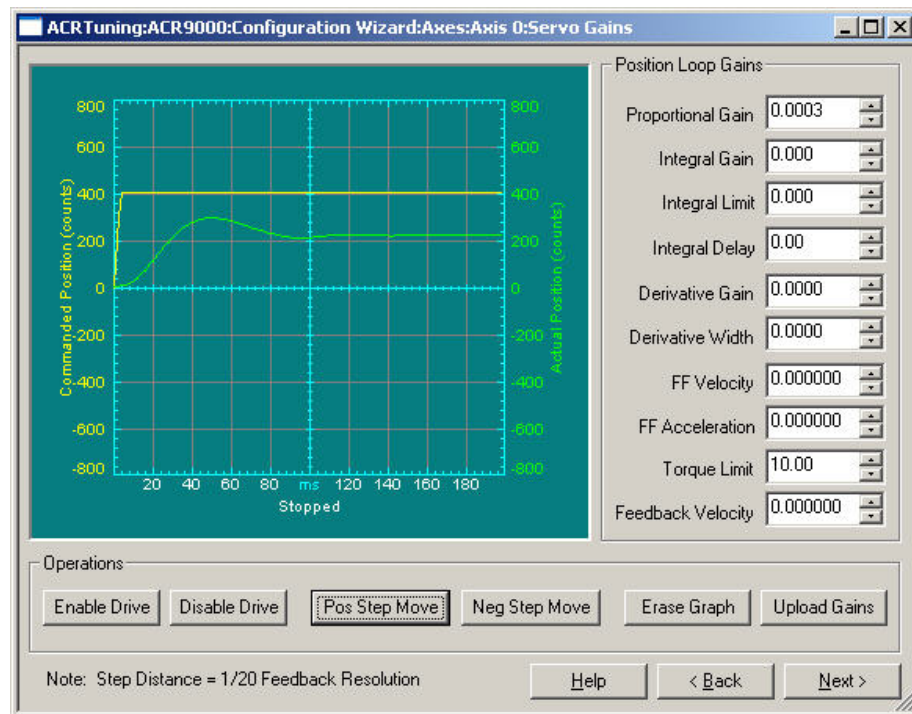 ACRTuning:ACR9000:Configuration Wizard:Axes:Axis 0:Servo Gains
Commanded Position (counts)
800
600
400
200
0
-200
-400
-600
-800
800
600
400
200
0
-200
-400
-600
-800
Actual Position (counts)
20 40 60 80 ms 120 140 160 180
Stopped
Position Loop Gains
Proportional Gain 0.0003
Integral Gain 0.000
Integral Limit 0.000
Integral Delay 0.00
Derivative Gain 0.0000
Derivative Width 0.0000
FF Velocity 0.000000
FF Acceleration 0.000000
Torque Limit 10.00
Feedback Velocity 0.000000
Operations
Enable Drive Disable Drive Pos Step Move Neg Step Move Erase Graph Upload Gains
Note: Step Distance = 1/20 Feedback Resolution
Help < Back Next >